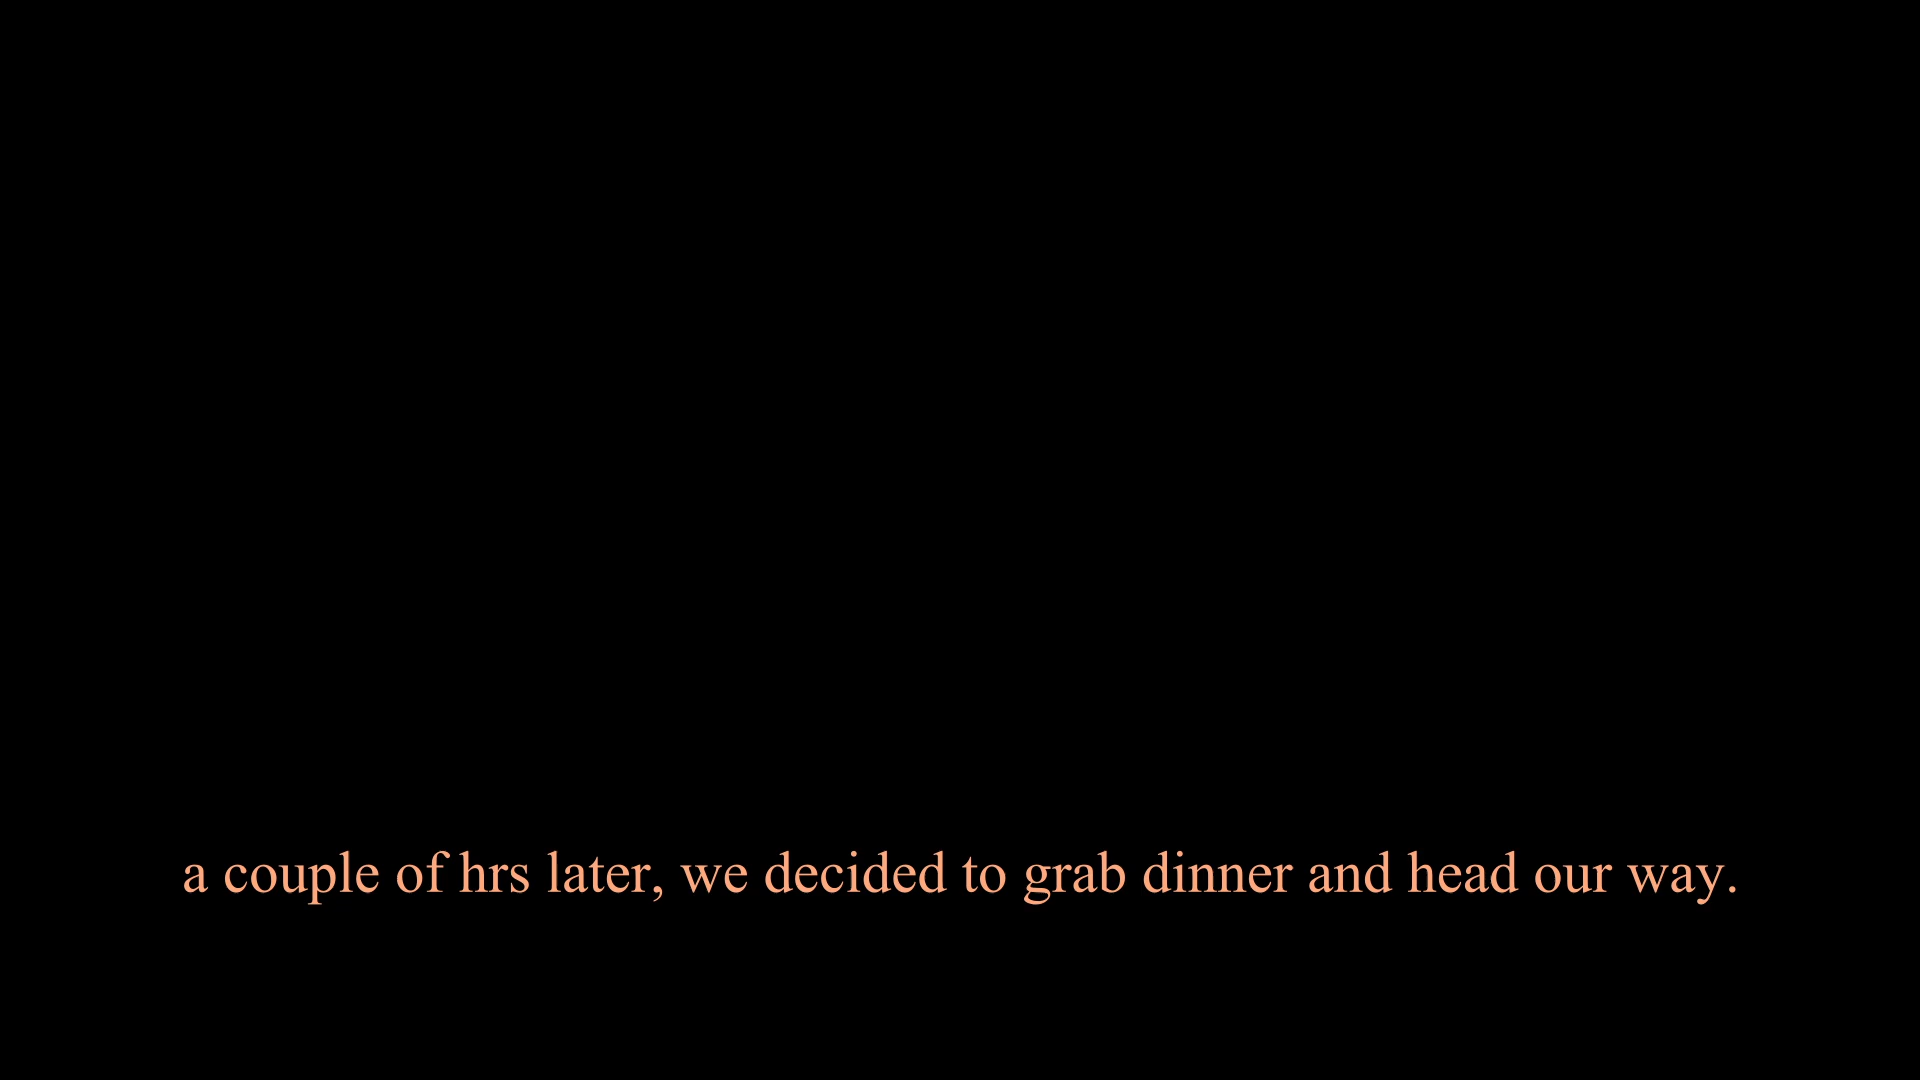 a couple of hrs later, we decided to grab dinner and head our way.